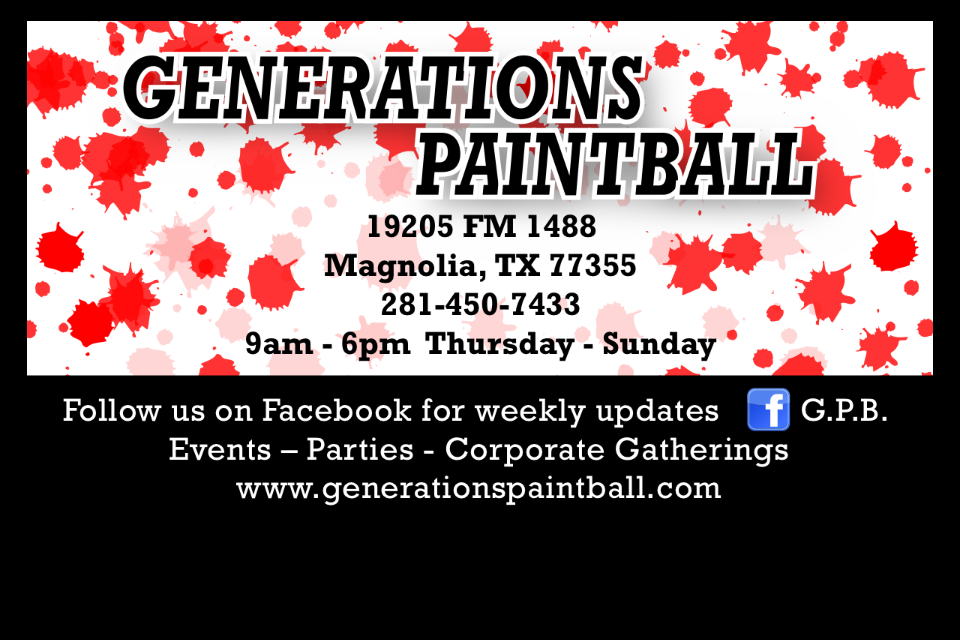 GENERATIONS
PAINTBALL
19205 FM 1488
Magnolia, TX 77355
281-450-7433
9am - 6pm  Thursday - Sunday
Follow us on Facebook for weekly updates f G.P.B.
Events – Parties - Corporate Gatherings
www.generationspaintball.com